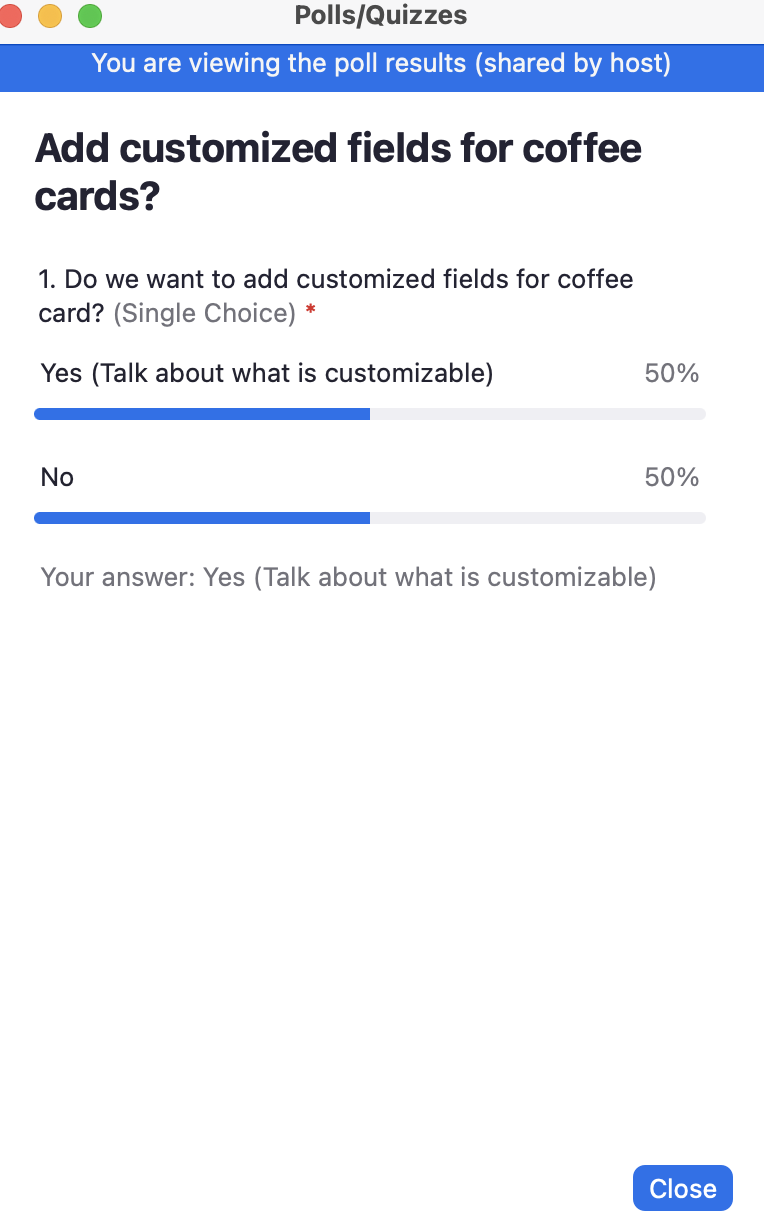 Polls/Quizzes
You are viewing the poll results (shared by host)
Add customized fields for coffee
cards?
1. Do we want to add customized fields for coffee
card? (Single Choice) *
Yes (Talk about what is customizable) 50%
No 50%
Your answer: Yes (Talk about what is customizable)
Close